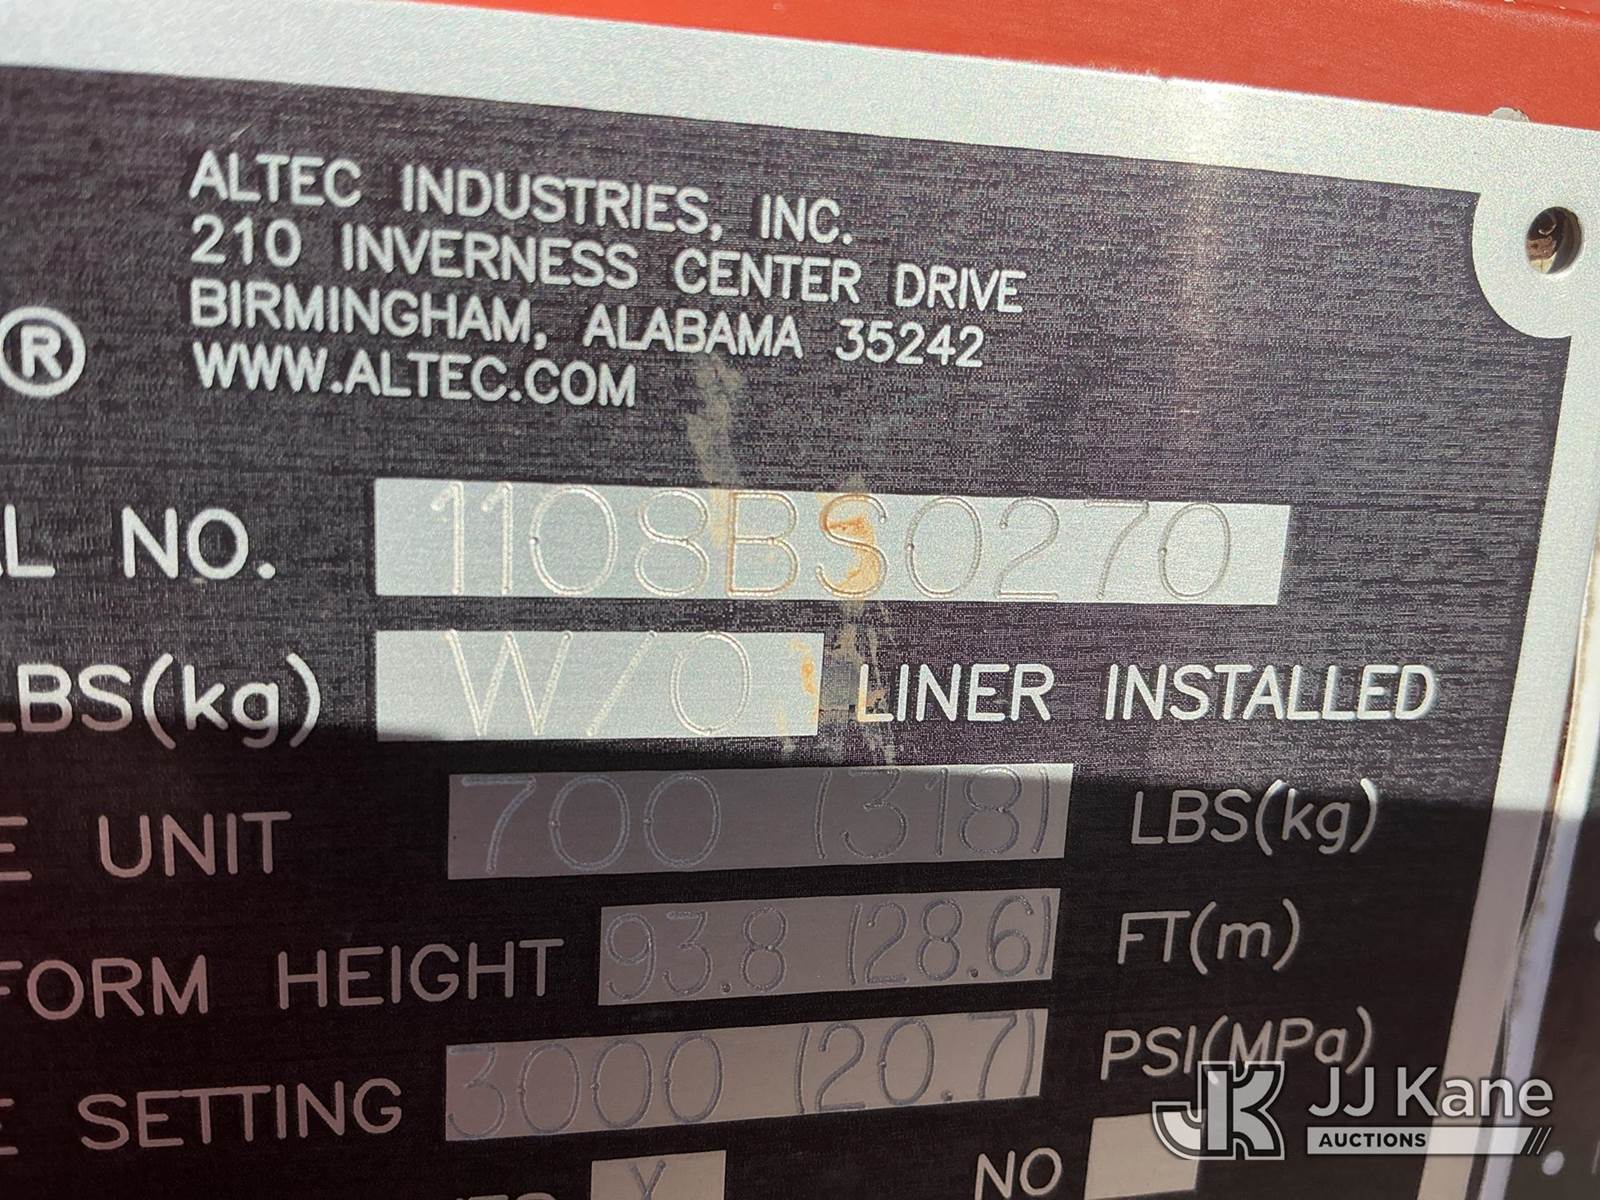 ALTEC INDUSTRIES, INC.
210 INVERNESS CENTER DRIVE
BIRMINGHAM, ALABAMA 35242
WWW.ALTEC.COM
®
AL NO. 1108BS0270
LBS(kg) W/O LINER INSTALLED
E UNIT 700 (318) LBS(kg)
FORM HEIGHT 93.8 (28.6) FT(m)
E SETTING 3000 (20.7) PSI(MPa)
X NO
JK JJ Kane
AUCTIONS